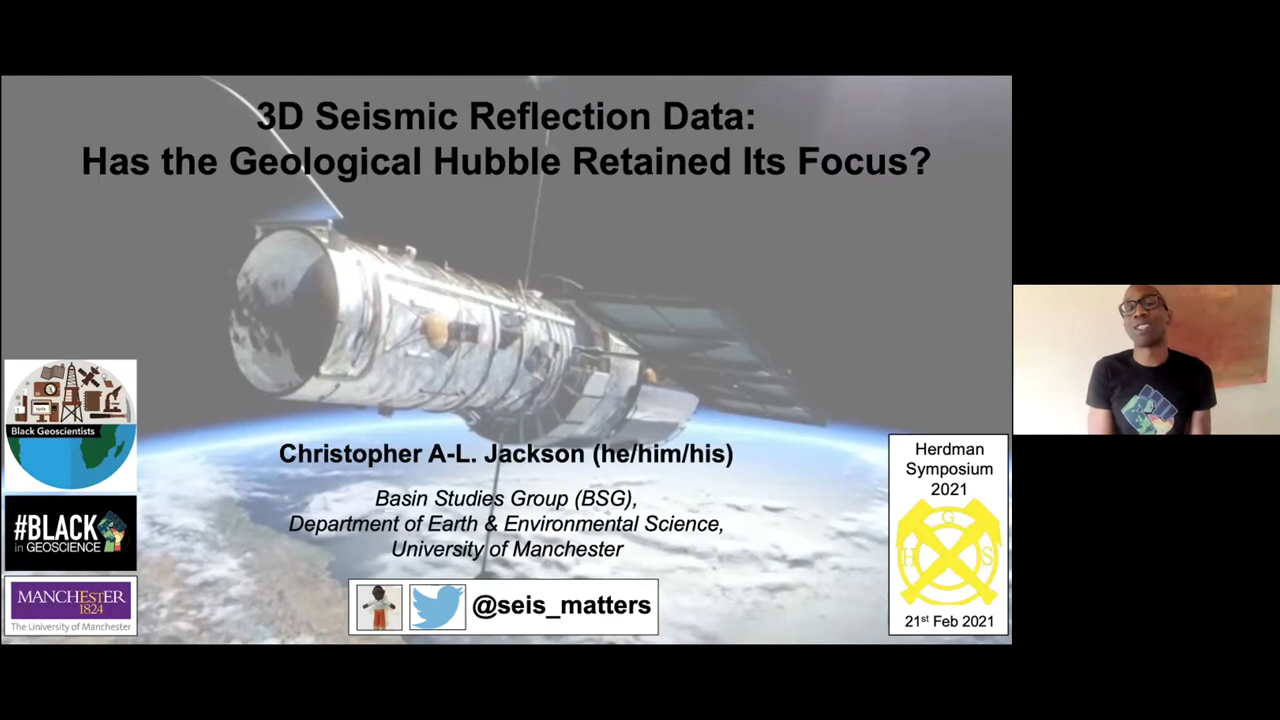 3D Seismic Reflection Data:
Has the Geological Hubble Retained Its Focus?
Black Geoscientists
#BLACK
in GEOSCIENCE
MANCHESTER
1824
The University of Manchester
Christopher A-L. Jackson (he/him/his)
Basin Studies Group (BSG),
Department of Earth & Environmental Science,
University of Manchester
@seis_matters
Herdman
Symposium
2021
G
H S
21st Feb 2021